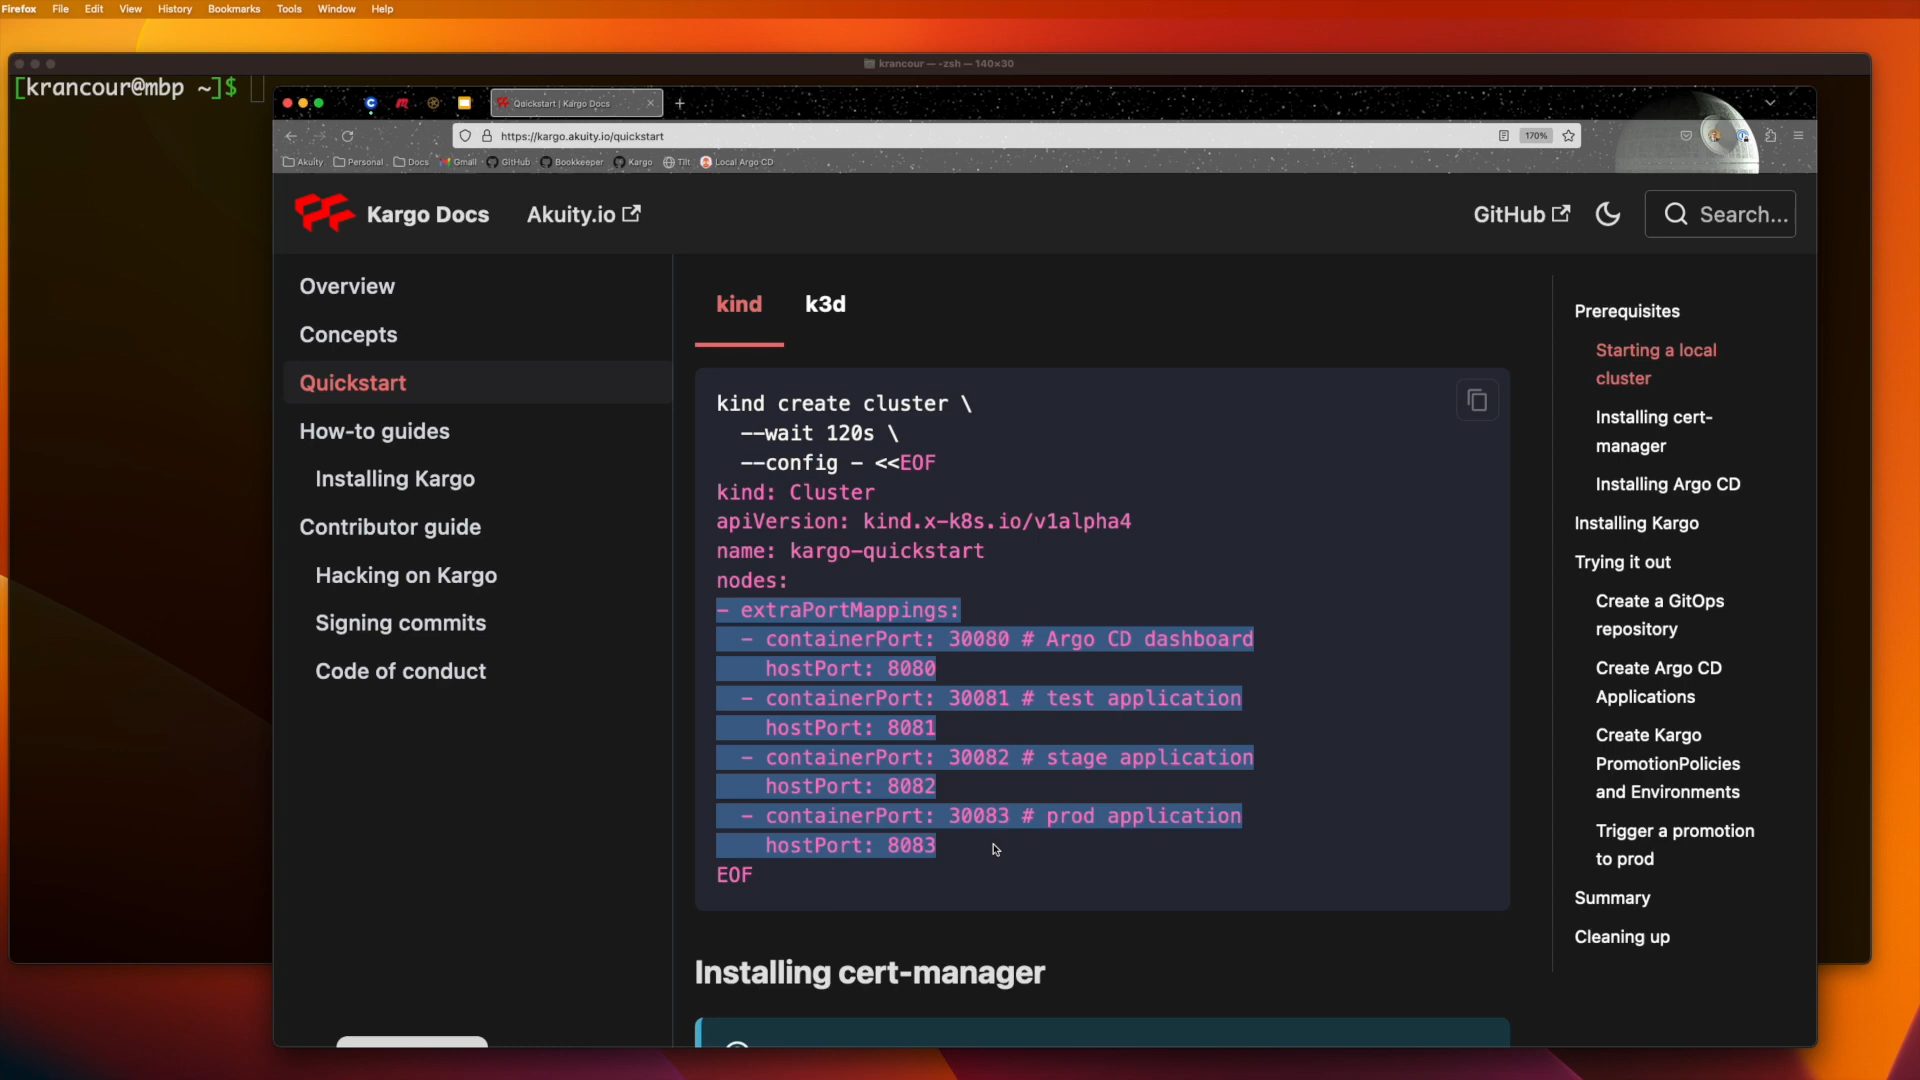 Firefox File Edit View History Bookmarks Tools Window Help
krancour — -zsh — 140×30
[krancour@mbp ~]$
Quickstart | Kargo Docs
https://kargo.akuity.io/quickstart
170%
Akuity Personal Docs Gmail GitHub Bookkeeper Kargo Tilt Local Argo CD
Kargo Docs
Akuity.io
GitHub
Search...
Overview
Concepts
Quickstart
How-to guides
Installing Kargo
Contributor guide
Hacking on Kargo
Signing commits
Code of conduct
kind k3d
kind create cluster \
  --wait 120s \
  --config - <<EOF
kind: Cluster
apiVersion: kind.x-k8s.io/v1alpha4
name: kargo-quickstart
nodes:
- extraPortMappings:
  - containerPort: 30080 # Argo CD dashboard
    hostPort: 8080
  - containerPort: 30081 # test application
    hostPort: 8081
  - containerPort: 30082 # stage application
    hostPort: 8082
  - containerPort: 30083 # prod application
    hostPort: 8083
EOF
Installing cert-manager
Prerequisites
Starting a local
cluster
Installing cert-
manager
Installing Argo CD
Installing Kargo
Trying it out
Create a GitOps
repository
Create Argo CD
Applications
Create Kargo
PromotionPolicies
and Environments
Trigger a promotion
to prod
Summary
Cleaning up